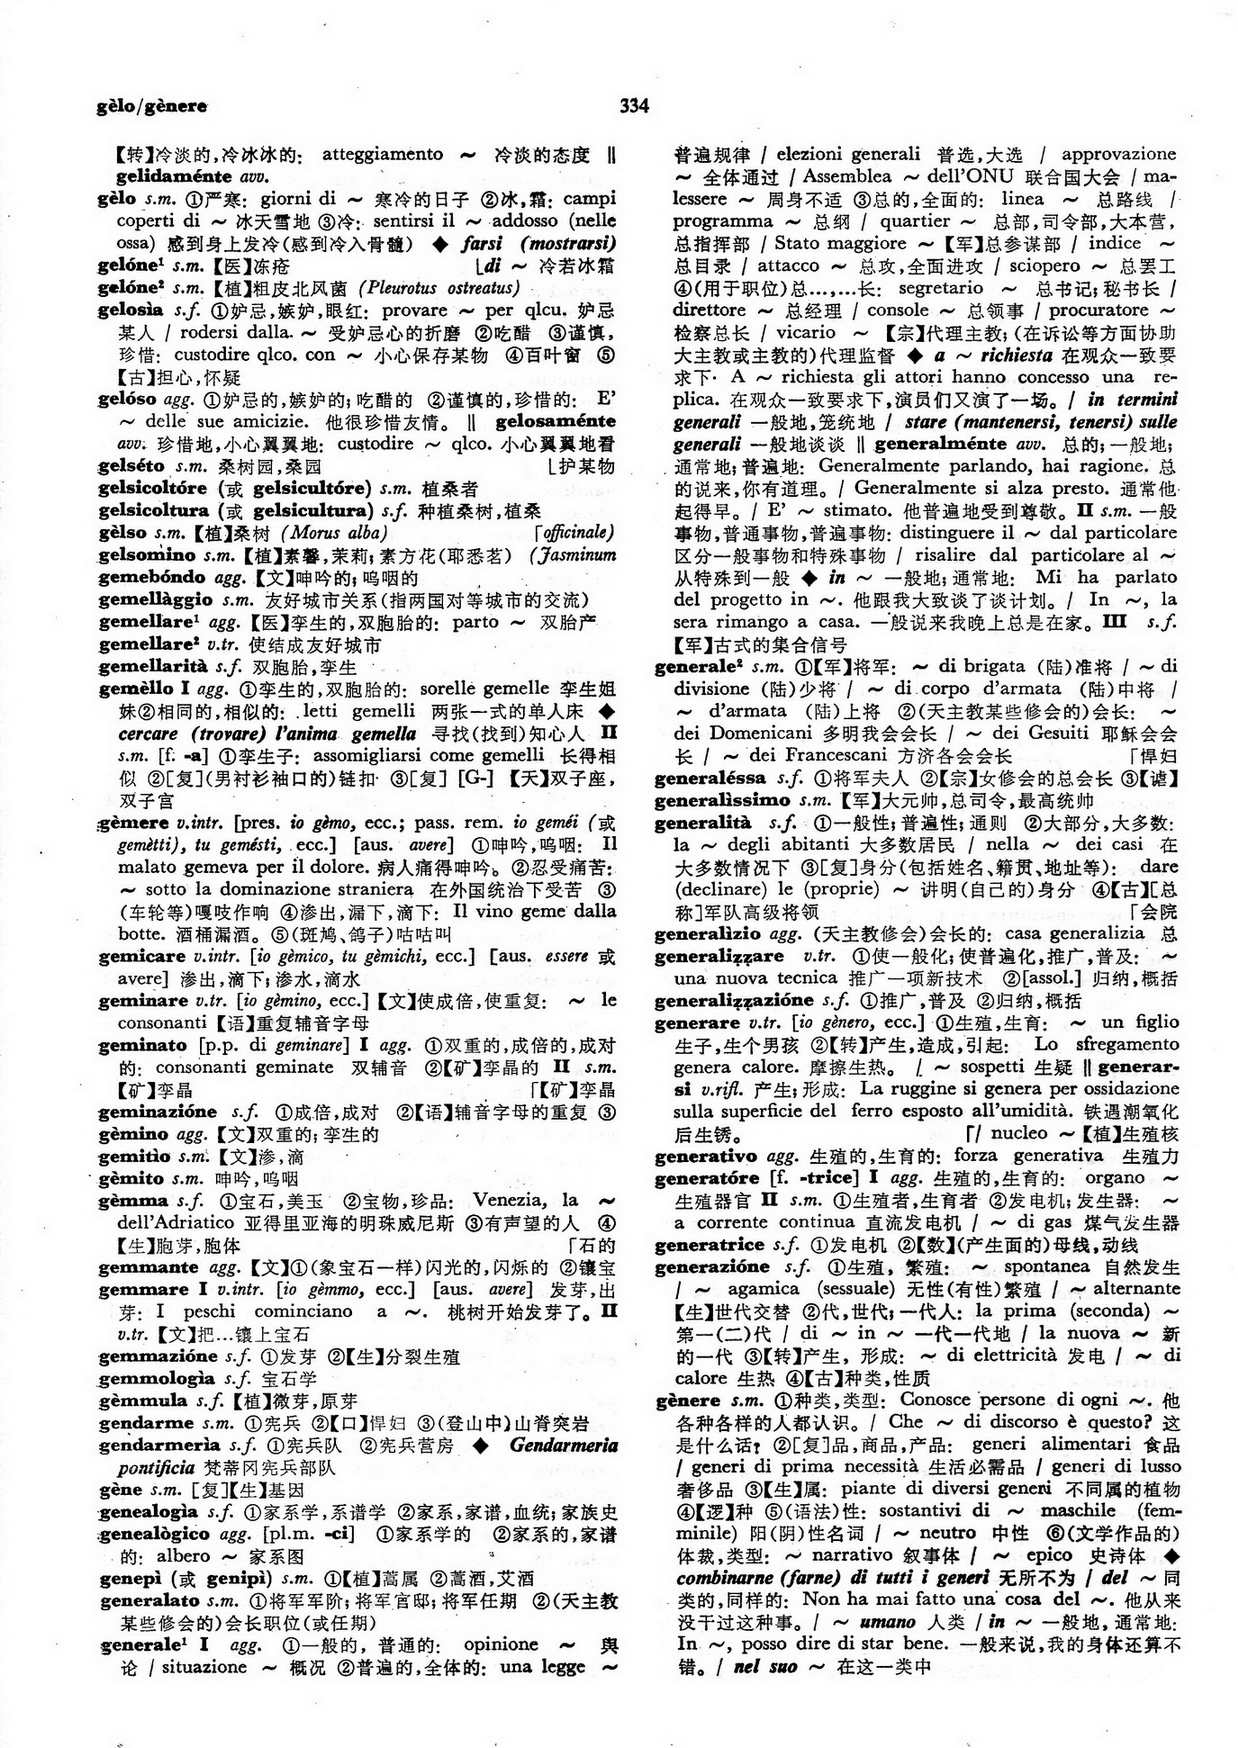 gèlo/gènere
334
【转】冷淡的,冷冰冰的: atteggiamento ～ 冷淡的态度 ‖
gelidaménte avv.
gèlo s.m. ①严寒: giorni di ～ 寒冷的日子 ②冰,霜: campi
coperti di ～ 冰天雪地 ③冷: sentirsi il ～ addosso (nelle
ossa) 感到身上发冷(感到冷入骨髓) ◆ farsi (mostrarsi)
gelóne¹ s.m.【医】冻疮 ⌊di ～ 冷若冰霜
gelóne² s.m.【植】粗皮北风菌 (Pleurotus ostreatus)
gelosìa s.f. ①妒忌,嫉妒,眼红: provare ～ per qlcu. 妒忌
某人 / rodersi dalla. ～ 受妒忌心的折磨 ②吃醋 ③谨慎,
珍惜: custodire qlco. con ～ 小心保存某物 ④百叶窗 ⑤
【古】担心,怀疑
gelóso agg. ①妒忌的,嫉妒的; 吃醋的 ②谨慎的,珍惜的: E’
～ delle sue amicizie. 他很珍惜友情。 ‖ gelosaménte
avv. 珍惜地,小心翼翼地: custodire ～ qlco. 小心翼翼地看
gelséto s.m. 桑树园,桑园 ⌊护某物
gelsicoltóre (或 gelsicultóre) s.m. 植桑者
gelsicoltura (或 gelsicultura) s.f. 种植桑树,植桑
gèlso s.m.【植】桑树 (Morus alba) 「officinale)
gelsomino s.m.【植】素馨,茉莉; 素方花(耶悉茗) (Jasminum
gemebóndo agg.【文】呻吟的; 呜咽的
gemellàggio s.m. 友好城市关系(指两国对等城市的交流)
gemellare¹ agg.【医】孪生的,双胞胎的: parto ～ 双胎产
gemellare² v.tr. 使结成友好城市
gemellarità s.f. 双胞胎,孪生
gemèllo I agg. ①孪生的,双胞胎的: sorelle gemelle 孪生姐
妹②相同的,相似的: letti gemelli 两张一式的单人床 ◆
cercare (trovare) l’anima gemella 寻找(找到)知心人 II
s.m. [f. -a] ①孪生子: assomigliarsi come gemelli 长得相
似 ②[复](男衬衫袖口的)链扣 ③[复] [G-] 【天】双子座,
双子宫
gèmere v.intr. [pres. io gèmo, ecc.; pass. rem. io geméi (或
gemètti), tu gemésti, ecc.] [aus. avere] ①呻吟,呜咽: Il
malato gemeva per il dolore. 病人痛得呻吟。②忍受痛苦:
～ sotto la dominazione straniera 在外国统治下受苦 ③
(车轮等)嘎吱作响 ④渗出,漏下,滴下: Il vino geme dalla
botte. 酒桶漏酒。⑤(斑鸠、鸽子)咕咕叫
gemicare v.intr. [io gèmico, tu gèmichi, ecc.] [aus. essere 或
avere] 渗出,滴下; 渗水,滴水
geminare v.tr. [io gèmino, ecc.]【文】使成倍,使重复: ～ le
consonanti【语】重复辅音字母
geminato [p.p. di geminare] I agg. ①双重的,成倍的,成对
的: consonanti geminate 双辅音 ②【矿】孪晶的 II s.m.
【矿】孪晶 「【矿】孪晶
geminazióne s.f. ①成倍,成对 ②【语】辅音字母的重复 ③
gèmino agg.【文】双重的; 孪生的
gemitìo s.m.【文】渗,滴
gèmito s.m. 呻吟,呜咽
gèmma s.f. ①宝石,美玉 ②宝物,珍品: Venezia, la ～
dell’Adriatico 亚得里亚海的明珠威尼斯 ③有声望的人 ④
【生】胞芽,胞体 「石的
gemmante agg.【文】①(象宝石一样)闪光的,闪烁的 ②镶宝
gemmare I v.intr. [io gèmmo, ecc.] [aus. avere] 发芽,出
芽: I peschi cominciano a ～. 桃树开始发芽了。II
v.tr.【文】把…镶上宝石
gemmazióne s.f. ①发芽 ②【生】分裂生殖
gemmologìa s.f. 宝石学
gèmmula s.f.【植】微芽,原芽
gendarme s.m. ①宪兵 ②【口】悍妇 ③(登山中)山脊突岩
gendarmerìa s.f. ①宪兵队 ②宪兵营房 ◆ Gendarmeria
pontificia 梵蒂冈宪兵部队
gène s.m. [复]【生】基因
genealogìa s.f. ①家系学,系谱学 ②家系,家谱,血统; 家族史
genealògico agg. [pl.m. -ci] ①家系学的 ②家系的,家谱
的: albero ～ 家系图
genepì (或 genipì) s.m. ①【植】蒿属 ②蒿酒,艾酒
generalato s.m. ①将军军阶; 将军官邸; 将军任期 ②(天主教
某些修会的)会长职位(或任期)
generale¹ I agg. ①一般的, 普通的: opinione ～ 舆
论 / situazione ～ 概况 ②普遍的,全体的: una legge ～
普遍规律 / elezioni generali 普选,大选 / approvazione
～ 全体通过 / Assemblea ～ dell’ONU 联合国大会 / ma-
lessere ～ 周身不适 ③总的,全面的: linea ～ 总路线 /
programma ～ 总纲 / quartier ～ 总部,司令部,大本营,
总指挥部 / Stato maggiore ～【军】总参谋部 / indice ～
总目录 / attacco ～ 总攻,全面进攻 / sciopero ～ 总罢工
④(用于职位)总…,…长: segretario ～ 总书记; 秘书长 /
direttore ～ 总经理 / console ～ 总领事 / procuratore ～
检察总长 / vicario ～ 【宗】代理主教; (在诉讼等方面协助
大主教或主教的)代理监督 ◆ a ～ richiesta 在观众一致要
求下· A ～ richiesta gli attori hanno concesso una re-
plica. 在观众一致要求下,演员们又演了一场。/ in termini
generali 一般地,笼统地 / stare (mantenersi, tenersi) sulle
generali 一般地谈谈 ‖ generalménte avv. 总的; 一般地;
通常地; 普遍地: Generalmente parlando, hai ragione. 总
的说来,你有道理。/ Generalmente si alza presto. 通常他
起得早。/ E’ ～ stimato. 他普遍地受到尊敬。II s.m. 一般
事物,普通事物,普遍事物: distinguere il ～ dal particolare
区分一般事物和特殊事物 / risalire dal particolare al ～
从特殊到一般 ◆ in ～ 一般地; 通常地: Mi ha parlato
del progetto in ～. 他跟我大致谈了谈计划。/ In ～, la
sera rimango a casa. 一般说来我晚上总是在家。III s.f.
【军】古式的集合信号
generale² s.m. ①【军】将军: ～ di brigata (陆)准将 / ～ di
divisione (陆)少将 / ～ di corpo d’armata (陆)中将 /
～ d’armata (陆)上将 ②(天主教某些修会的)会长: ～
dei Domenicani 多明我会会长 / ～ dei Gesuiti 耶稣会会
长 / ～ dei Francescani 方济各会会长 「悍妇
generaléssa s.f. ①将军夫人 ②【宗】女修会的总会长 ③【谑】
generalìssimo s.m.【军】大元帅,总司令,最高统帅
generalità s.f. ①一般性; 普遍性; 通则 ②大部分,大多数:
la ～ degli abitanti 大多数居民 / nella ～ dei casi 在
大多数情况下 ③[复]身分(包括姓名、籍贯、地址等): dare
(declinare) le (proprie) ～ 讲明(自己的)身分 ④【古】[总
称]军队高级将领 「会院
generalìzio agg. (天主教修会)会长的: casa generalizia 总
generaliẓẓare v.tr. ①使一般化; 使普遍化,推广,普及: ～
una nuova tecnica 推广一项新技术 ②[assol.] 归纳,概括
generaliẓẓazióne s.f. ①推广,普及 ②归纳,概括
generare v.tr. [io gènero, ecc.] ①生殖,生育: ～ un figlio
生子,生个男孩 ②【转】产生,造成,引起: Lo sfregamento
genera calore. 摩擦生热。 / ～ sospetti 生疑 ‖ generar-
si v.rifl. 产生; 形成: La ruggine si genera per ossidazione
sulla superficie del ferro esposto all’umidità. 铁遇潮氧化
后生锈。 「/ nucleo ～【植】生殖核
generativo agg. 生殖的,生育的: forza generativa 生殖力
generatóre [f. -trice] I agg. 生殖的,生育的: organo ～
生殖器官 II s.m. ①生殖者,生育者 ②发电机; 发生器: ～
a corrente continua 直流发电机 / ～ di gas 煤气发生器
generatrice s.f. ①发电机 ②【数】(产生面的)母线,动线
generazióne s.f. ①生殖, 繁殖: ～ spontanea 自然发生
/ ～ agamica (sessuale) 无性(有性)繁殖 / ～ alternante
【生】世代交替 ②代,世代; 一代人: la prima (seconda) ～
第一(二)代 / di ～ in ～ 一代一代地 / la nuova ～ 新
的一代 ③【转】产生, 形成: ～ di elettricità 发电 / ～ di
calore 生热 ④【古】种类,性质
gènere s.m. ①种类,类型: Conosce persone di ogni ～. 他
各种各样的人都认识。/ Che ～ di discorso è questo? 这
是什么话? ②[复]品,商品,产品: generi alimentari 食品
/ generi di prima necessità 生活必需品 / generi di lusso
奢侈品 ③【生】属: piante di diversi generi 不同属的植物
④【逻】种 ⑤(语法)性: sostantivi di ～ maschile (fem-
minile) 阳(阴)性名词 / ～ neutro 中性 ⑥(文学作品的)
体裁,类型: ～ narrativo 叙事体 / ～ epico 史诗体 ◆
combinarne (farne) di tutti i generi 无所不为 / del ～ 同
类的,同样的: Non ha mai fatto una cosa del ～. 他从来
没干过这种事。/ ～ umano 人类 / in ～ 一般地, 通常地:
In ～, posso dire di star bene. 一般来说,我的身体还算不
错。/ nel suo ～ 在这一类中